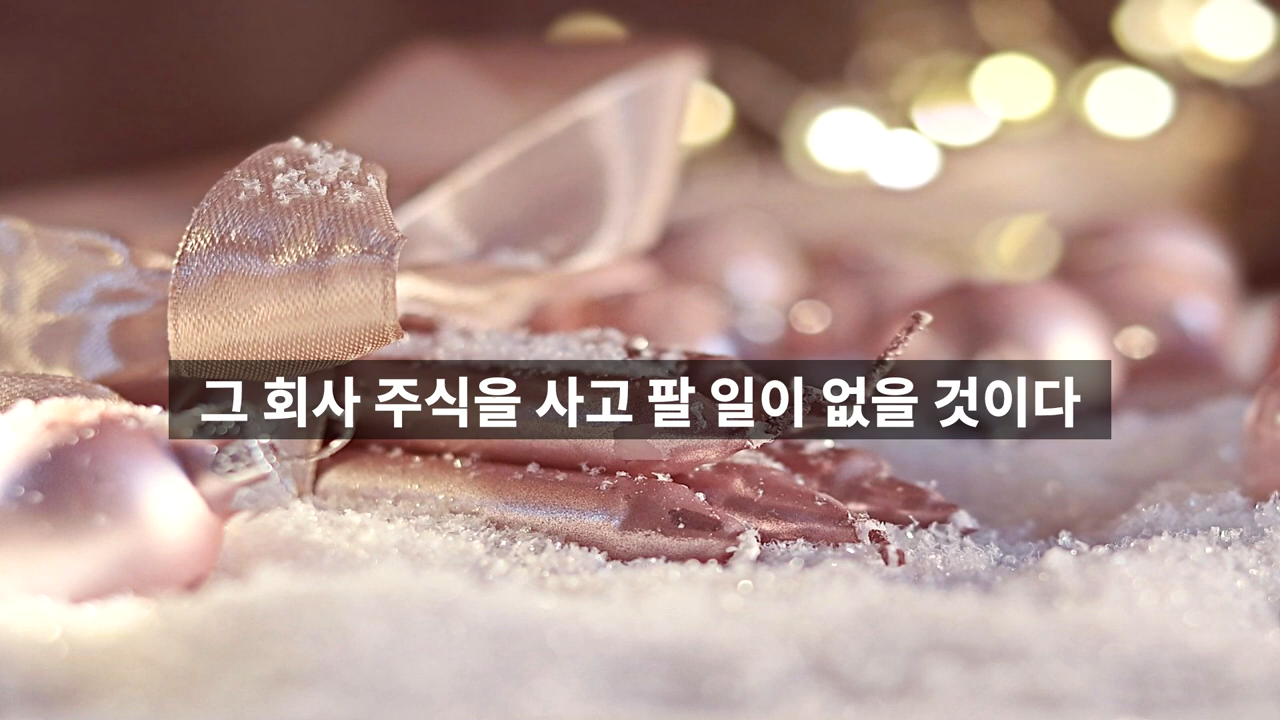 그 회사 주식을 사고 팔 일이 없을 것이다